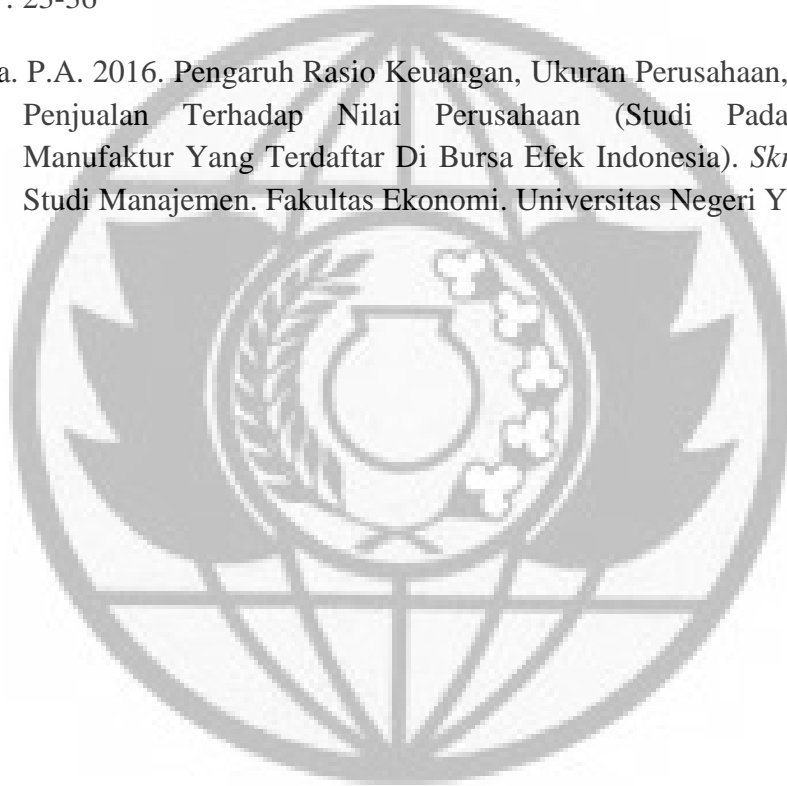 : 23-36
a. P.A. 2016. Pengaruh Rasio Keuangan, Ukuran Perusahaan,
Penjualan Terhadap Nilai Perusahaan (Studi Pada
Manufaktur Yang Terdaftar Di Bursa Efek Indonesia). Skr
Studi Manajemen. Fakultas Ekonomi. Universitas Negeri Y